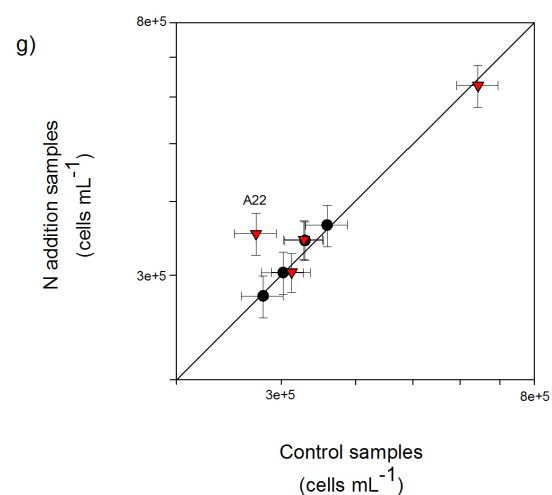 g)
8e+5
3e+5
N addition samples
(cells mL-1)
A22
3e+5
8e+5
Control samples
(cells mL-1)